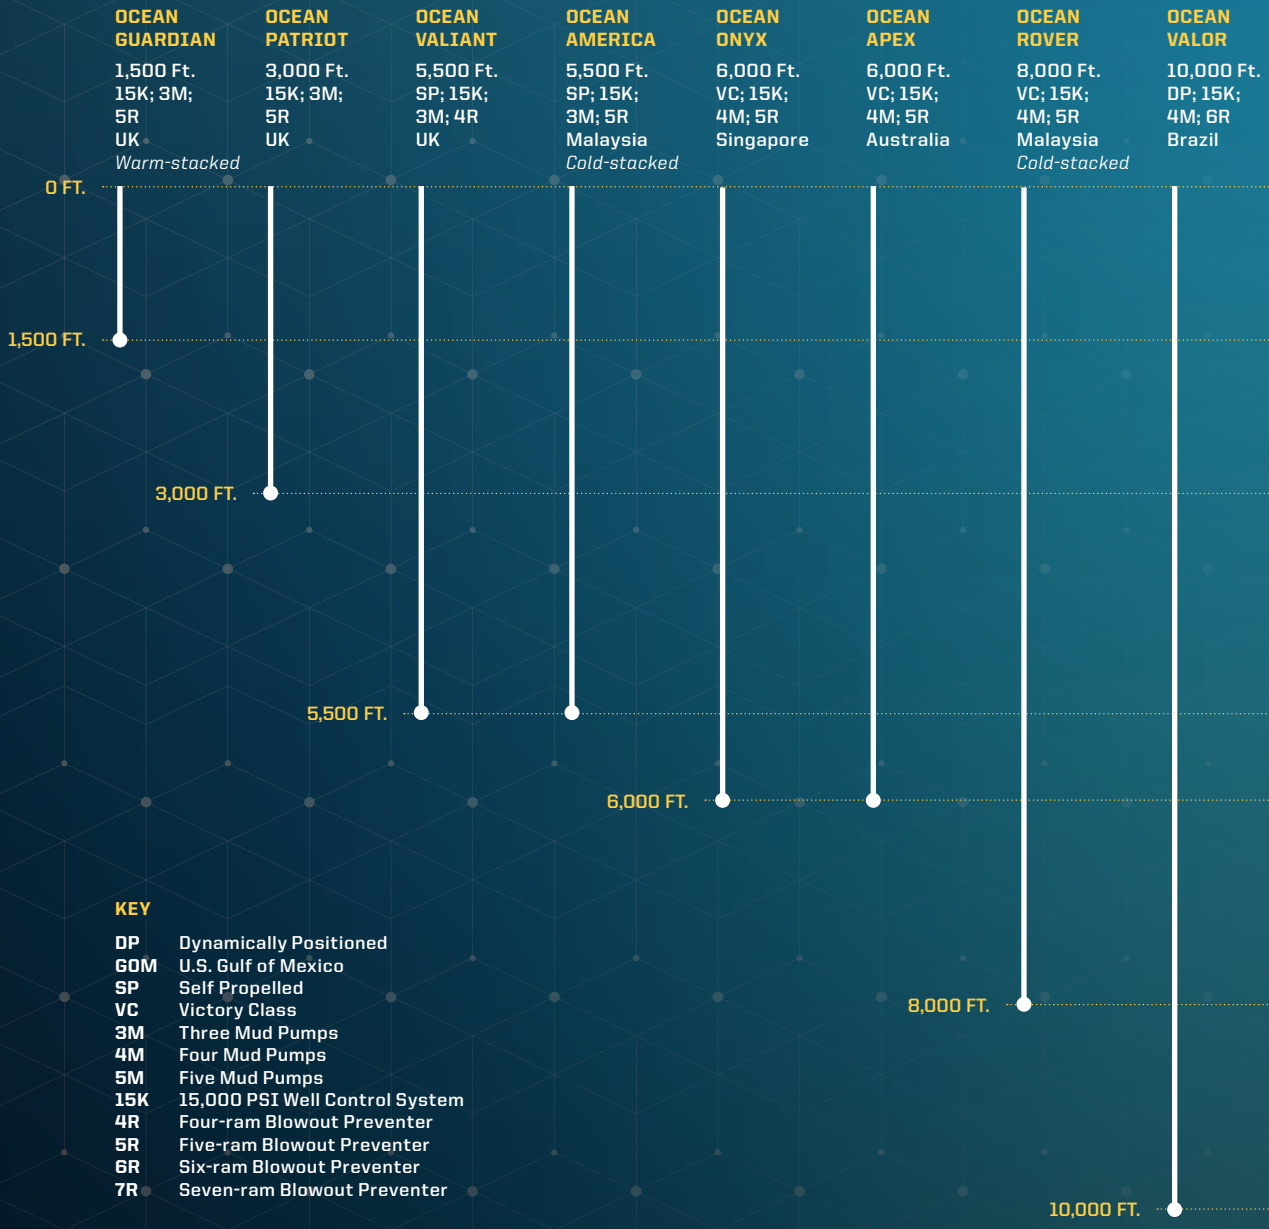 OCEAN
GUARDIAN
1,500 Ft.
15K; 3M;
5R
UK
Warm-stacked
OCEAN
PATRIOT
3,000 Ft.
15K; 3M;
5R
UK
OCEAN
VALIANT
5,500 Ft.
SP; 15K;
3M; 4R
UK
OCEAN
AMERICA
5,500 Ft.
SP; 15K;
3M; 5R
Malaysia
Cold-stacked
OCEAN
ONYX
6,000 Ft.
VC; 15K;
4M; 5R
Singapore
OCEAN
APEX
6,000 Ft.
VC; 15K;
4M; 5R
Australia
OCEAN
ROVER
8,000 Ft.
VC; 15K;
4M; 5R
Malaysia
Cold-stacked
OCEAN
VALOR
10,000 Ft.
DP; 15K;
4M; 6R
Brazil
0 FT.
1,500 FT.
3,000 FT.
5,500 FT.
6,000 FT.
8,000 FT.
10,000 FT.
KEY
DP Dynamically Positioned
GOM U.S. Gulf of Mexico
SP Self Propelled
VC Victory Class
3M Three Mud Pumps
4M Four Mud Pumps
5M Five Mud Pumps
15K 15,000 PSI Well Control System
4R Four-ram Blowout Preventer
5R Five-ram Blowout Preventer
6R Six-ram Blowout Preventer
7R Seven-ram Blowout Preventer